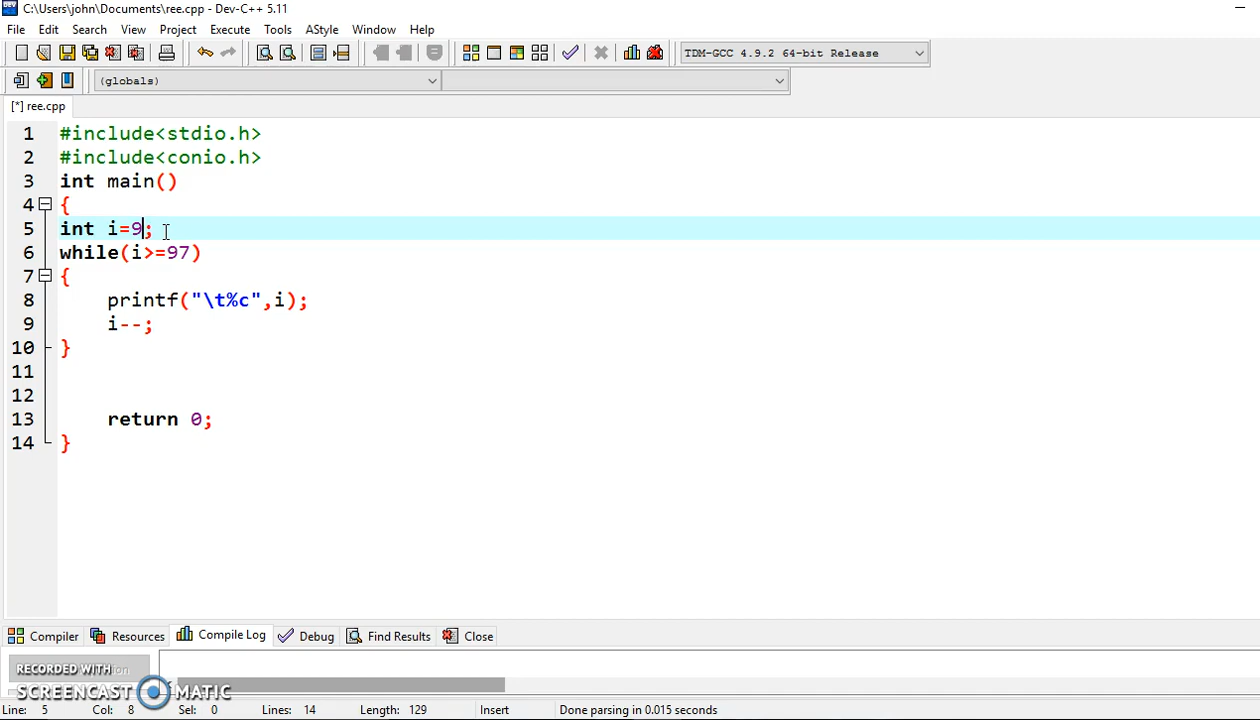 C:\Users\john\Documents\ree.cpp - Dev-C++ 5.11
File Edit Search View Project Execute Tools AStyle Window Help
TDM-GCC 4.9.2 64-bit Release
(globals)
[*] ree.cpp
1 #include<stdio.h>
2 #include<conio.h>
3 int main()
4 {
5 int i=9;
6 while(i>=97)
7 {
8 printf("\t%c",i);
9 i--;
10 }
11
12
13 return 0;
14 }
Compiler Resources Compile Log Debug Find Results Close
RECORDED WITH
SCREENCAST MATIC
Line: 5 Col: 8 Sel: 0 Lines: 14 Length: 129 Insert Done parsing in 0.015 seconds